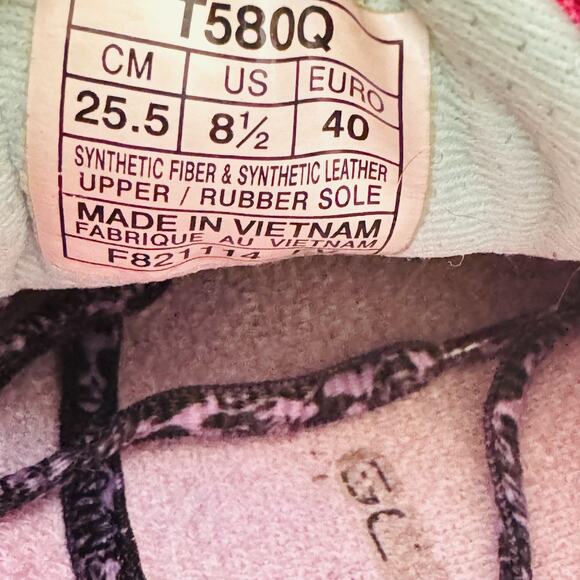 T580Q
CM US EURO
25.5 8½ 40
SYNTHETIC FIBER & SYNTHETIC LEATHER
UPPER / RUBBER SOLE
MADE IN VIETNAM
FABRIQUE AU VIETNAM
F821114
GC